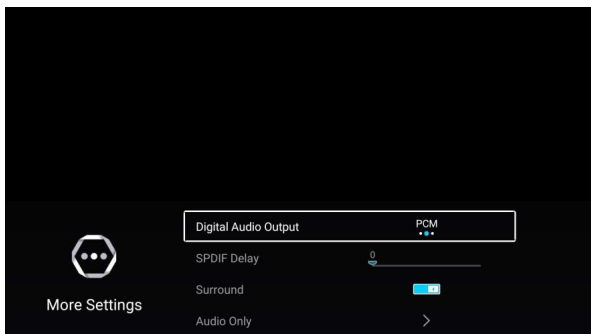 Digital Audio Output PCM
SPDIF Delay 0
Surround
More Settings
Audio Only